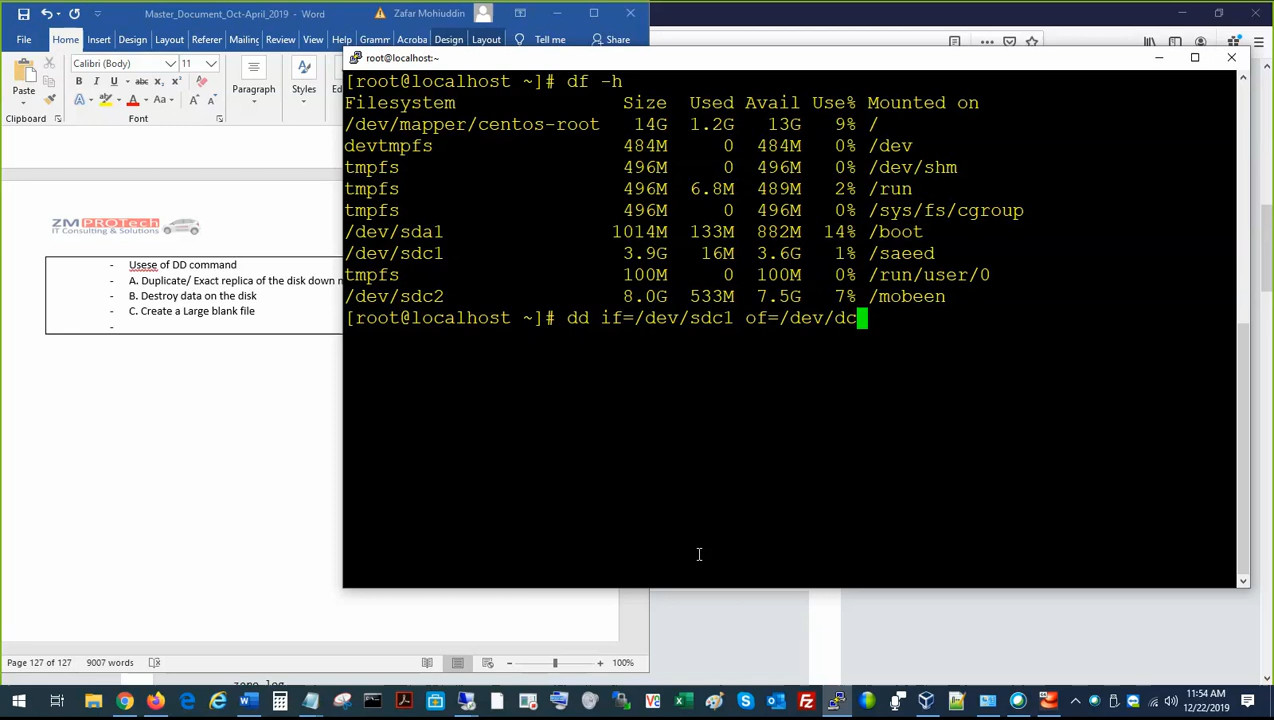 Master_Document_Oct-April_2019 - Word
Zafar Mohiuddin
File Home Insert Design Layout Referer Mailing Review View Help Gramm Acroba Design Layout Tell me Share
Calibri (Body) 11
Paste
Paragraph
Styles
Clipboard
Font
ZM PROTech
IT Consulting & Solutions
- Usese of DD command
- A. Duplicate/ Exact replica of the disk down
- B. Destroy data on the disk
- C. Create a Large blank file
-
Page 127 of 127 9007 words
100%
root@localhost:~
[root@localhost ~]# df -h
Filesystem Size Used Avail Use% Mounted on
/dev/mapper/centos-root 14G 1.2G 13G 9% /
devtmpfs 484M 0 484M 0% /dev
tmpfs 496M 0 496M 0% /dev/shm
tmpfs 496M 6.8M 489M 2% /run
tmpfs 496M 0 496M 0% /sys/fs/cgroup
/dev/sda1 1014M 133M 882M 14% /boot
/dev/sdc1 3.9G 16M 3.6G 1% /saeed
tmpfs 100M 0 100M 0% /run/user/0
/dev/sdc2 8.0G 533M 7.5G 7% /mobeen
[root@localhost ~]# dd if=/dev/sdc1 of=/dev/dc
11:54 AM
12/22/2019